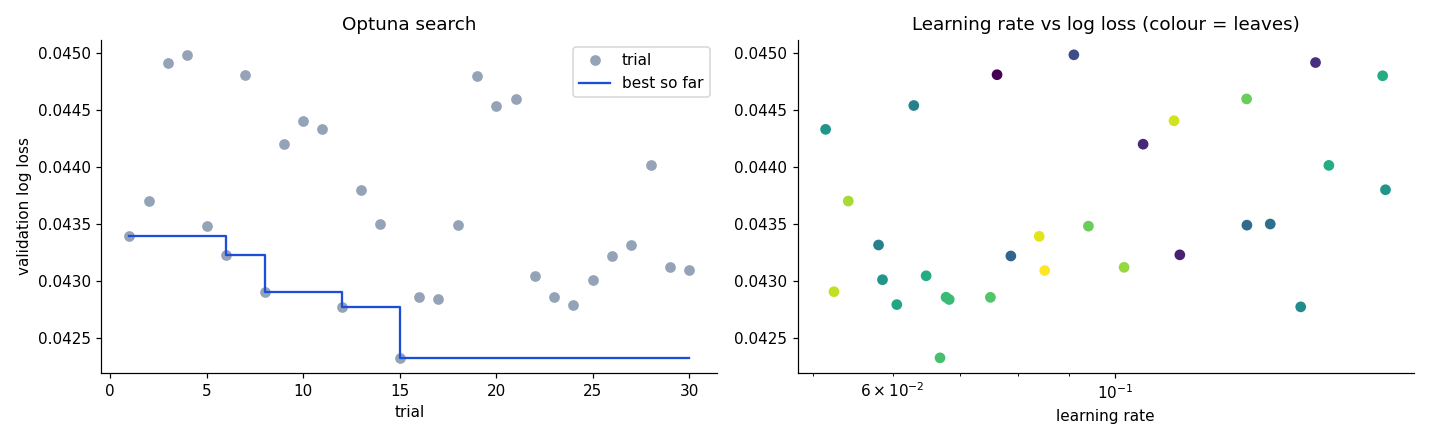 Optuna search
validation log loss
0.0450
0.0445
0.0440
0.0435
0.0430
0.0425
trial
best so far
0 5 10 15 20 25 30
trial
Learning rate vs log loss (colour = leaves)
0.0450
0.0445
0.0440
0.0435
0.0430
0.0425
6 × 10⁻² 10⁻¹
learning rate